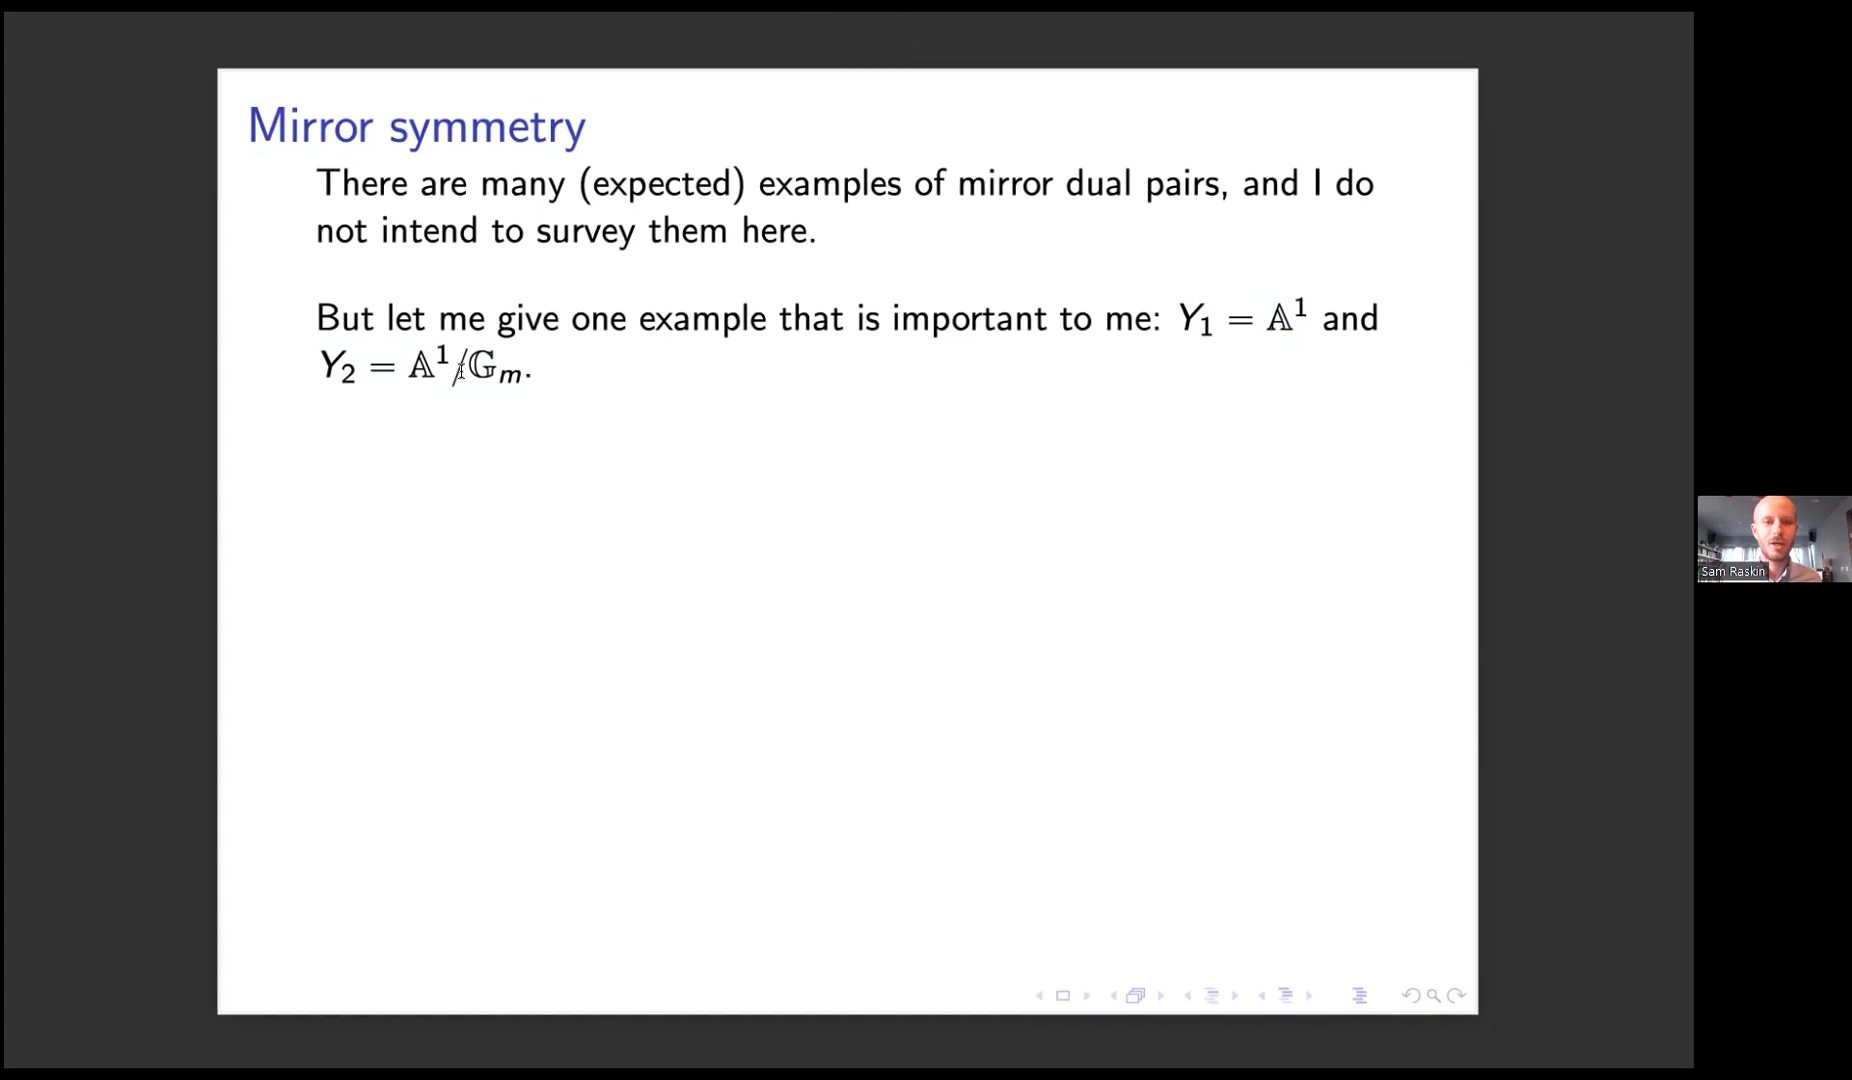 Mirror symmetry
There are many (expected) examples of mirror dual pairs, and I do
not intend to survey them here.
But let me give one example that is important to me: Y₁ = 𝔸¹ and
Y₂ = 𝔸¹/𝔾ₘ.
Sam Raskin